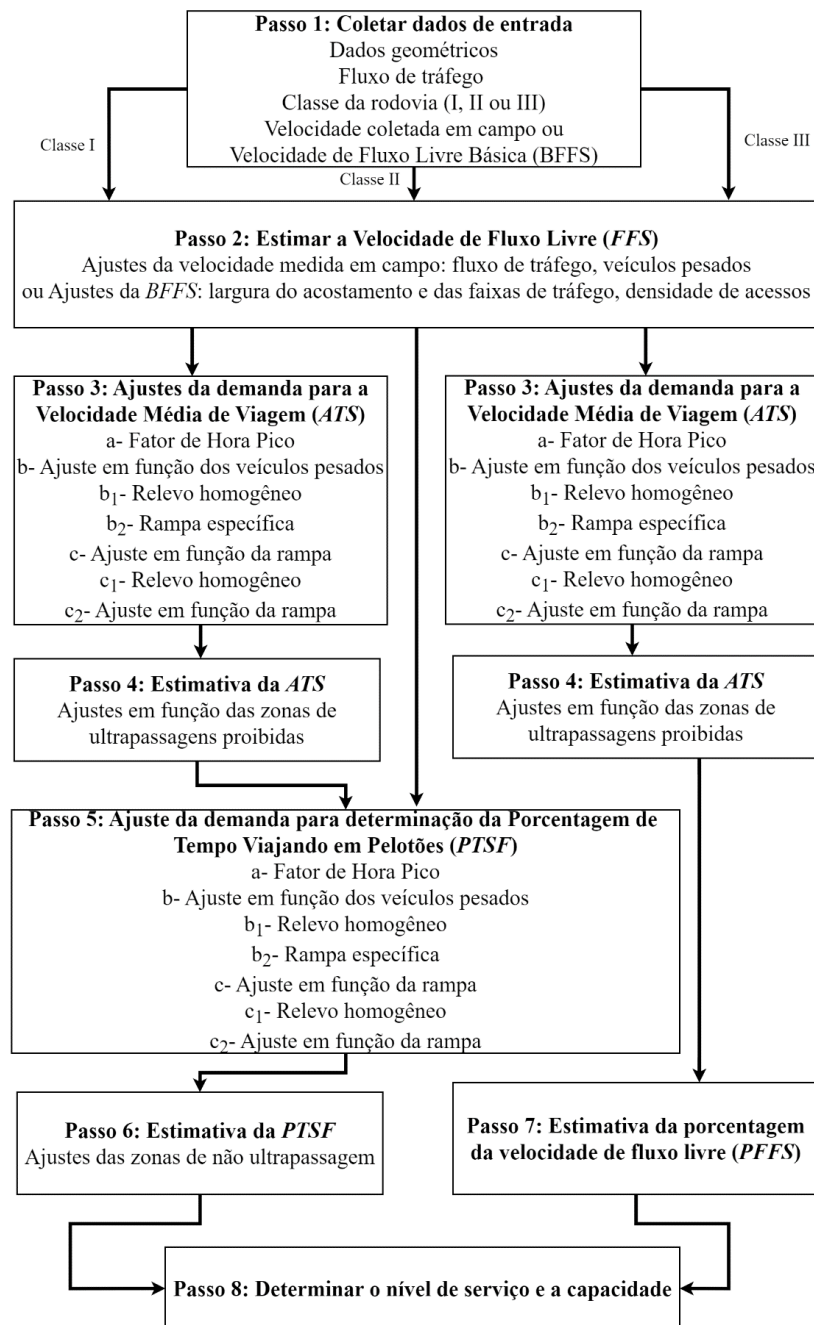 Passo 1: Coletar dados de entrada
Dados geométricos
Fluxo de tráfego
Classe da rodovia (I, II ou III)
Velocidade coletada em campo ou
Velocidade de Fluxo Livre Básica (BFFS)
Classe I
Classe II
Classe III
Passo 2: Estimar a Velocidade de Fluxo Livre (FFS)
Ajustes da velocidade medida em campo: fluxo de tráfego, veículos pesados
ou Ajustes da BFFS: largura do acostamento e das faixas de tráfego, densidade de acessos
Passo 3: Ajustes da demanda para a
Velocidade Média de Viagem (ATS)
a- Fator de Hora Pico
b- Ajuste em função dos veículos pesados
b1- Relevo homogêneo
b2- Rampa específica
c- Ajuste em função da rampa
c1- Relevo homogêneo
c2- Ajuste em função da rampa
Passo 3: Ajustes da demanda para a
Velocidade Média de Viagem (ATS)
a- Fator de Hora Pico
b- Ajuste em função dos veículos pesados
b1- Relevo homogêneo
b2- Rampa específica
c- Ajuste em função da rampa
c1- Relevo homogêneo
c2- Ajuste em função da rampa
Passo 4: Estimativa da ATS
Ajustes em função das zonas de
ultrapassagens proibidas
Passo 4: Estimativa da ATS
Ajustes em função das zonas de
ultrapassagens proibidas
Passo 5: Ajuste da demanda para determinação da Porcentagem de
Tempo Viajando em Pelotões (PTSF)
a- Fator de Hora Pico
b- Ajuste em função dos veículos pesados
b1- Relevo homogêneo
b2- Rampa específica
c- Ajuste em função da rampa
c1- Relevo homogêneo
c2- Ajuste em função da rampa
Passo 6: Estimativa da PTSF
Ajustes das zonas de não ultrapassagem
Passo 7: Estimativa da porcentagem
da velocidade de fluxo livre (PFFS)
Passo 8: Determinar o nível de serviço e a capacidade